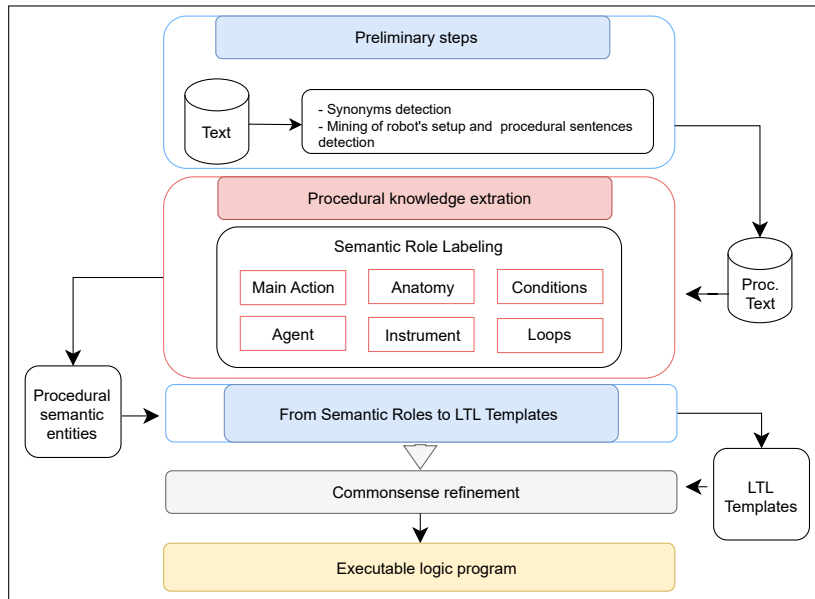 Preliminary steps
Text
- Synonyms detection
- Mining of robot's setup and procedural sentences
detection
Procedural knowledge extration
Semantic Role Labeling
Main Action
Anatomy
Conditions
Agent
Instrument
Loops
Proc.
Text
Procedural
semantic
entities
From Semantic Roles to LTL Templates
LTL
Templates
Commonsense refinement
Executable logic program